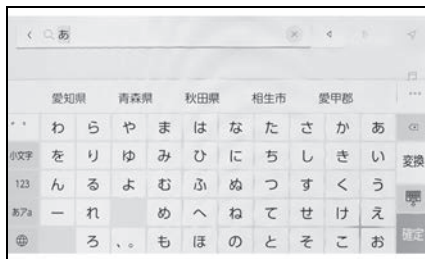 あ
愛知県 青森県 秋田県 相生市 愛甲郡
わ ら や ま は な た さ か あ
小文字 を り ゆ み ひ に ち し き い 変換
123 ん る よ む ふ ぬ つ す く う
あアa ー れ め へ ね て せ け え
ろ 、。 も ほ の と そ こ お 確定